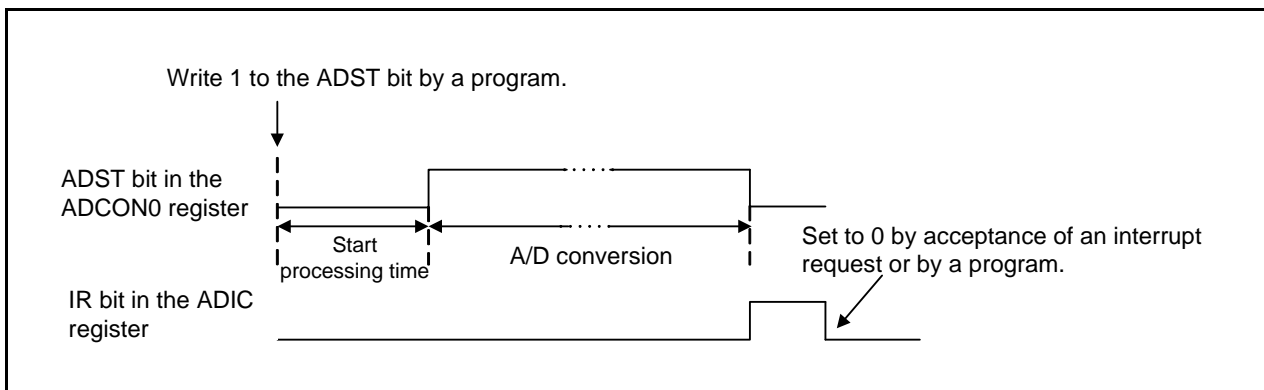 Write 1 to the ADST bit by a program.
ADST bit in the
ADCON0 register
Start
processing time
A/D conversion
Set to 0 by acceptance of an interrupt
request or by a program.
IR bit in the ADIC
register